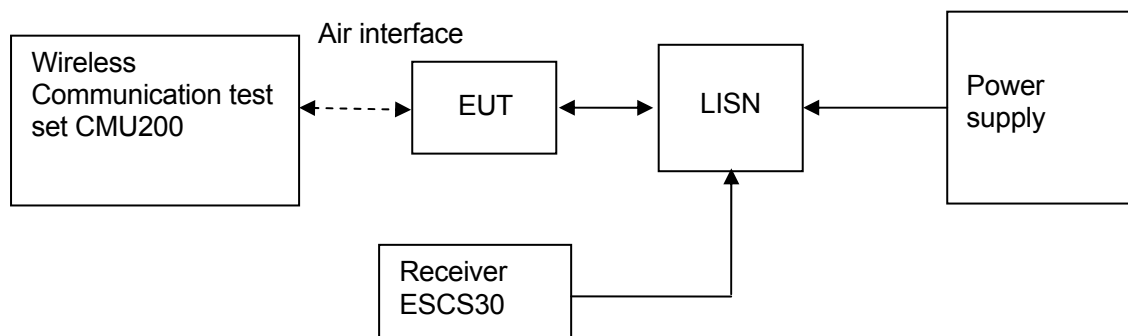 Air interface
Wireless
Communication test
set CMU200
EUT
LISN
Power
supply
Receiver
ESCS30